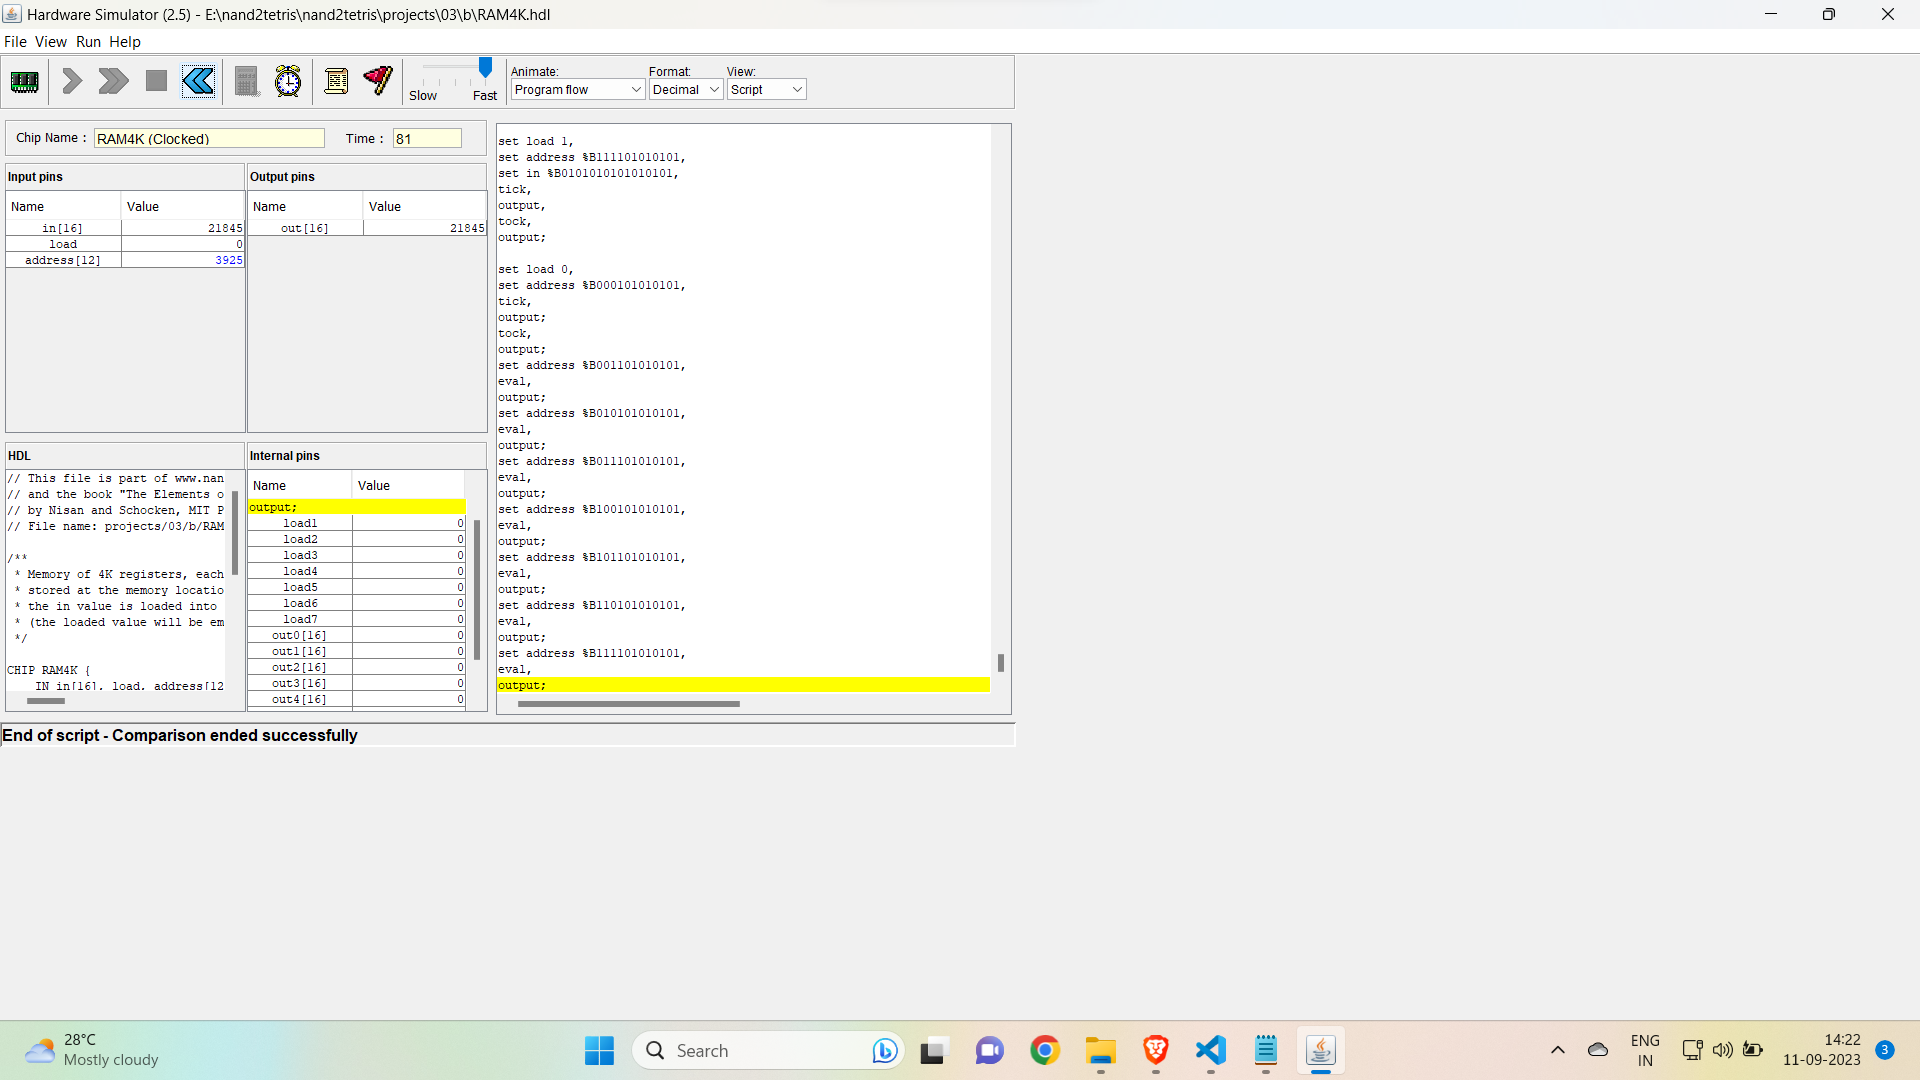 Hardware Simulator (2.5) - E:\nand2tetris\nand2tetris\projects\03\b\RAM4K.hdl
File View Run Help
Slow Fast
Animate: Format: View:
Program flow Decimal Script
Chip Name : RAM4K (Clocked) Time : 81
Input pins
Name Value
in[16] 21845
load 0
address[12] 3925
Output pins
Name Value
out[16] 21845
HDL
// This file is part of www.nan
// and the book "The Elements o
// by Nisan and Schocken, MIT P
// File name: projects/03/b/RAM
/**
* Memory of 4K registers, each
* stored at the memory locatio
* the in value is loaded into
* (the loaded value will be em
*/
CHIP RAM4K {
IN in[16], load, address[12
Internal pins
Name Value
output;
load1 0
load2 0
load3 0
load4 0
load5 0
load6 0
load7 0
out0[16] 0
out1[16] 0
out2[16] 0
out3[16] 0
out4[16] 0
set load 1,
set address %B111101010101,
set in %B0101010101010101,
tick,
output,
tock,
output;
set load 0,
set address %B000101010101,
tick,
output;
tock,
output;
set address %B001101010101,
eval,
output;
set address %B010101010101,
eval,
output;
set address %B011101010101,
eval,
output;
set address %B100101010101,
eval,
output;
set address %B101101010101,
eval,
output;
set address %B110101010101,
eval,
output;
set address %B111101010101,
eval,
output;
End of script - Comparison ended successfully
28°C
Mostly cloudy
Search
ENG
IN
14:22
11-09-2023
3